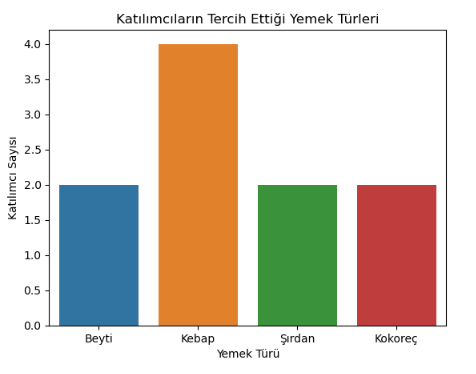 Katılımcıların Tercih Ettiği Yemek Türleri
4.0
3.5
3.0
2.5
2.0
1.5
1.0
0.5
0.0
Katılımcı Sayısı
Beyti Kebap Şırdan Kokoreç
Yemek Türü